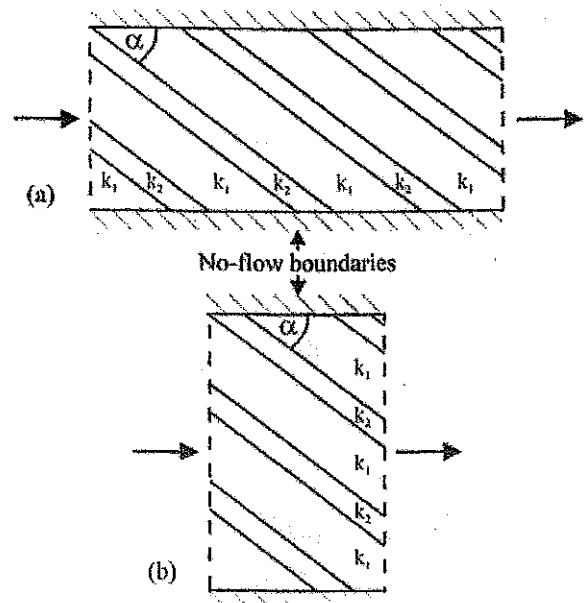 α
k₁ k₂ k₁ k₂ k₁ k₂ k₁
(a)
No-flow boundaries
α
k₁
k₂
k₁
k₂
k₁
(b)